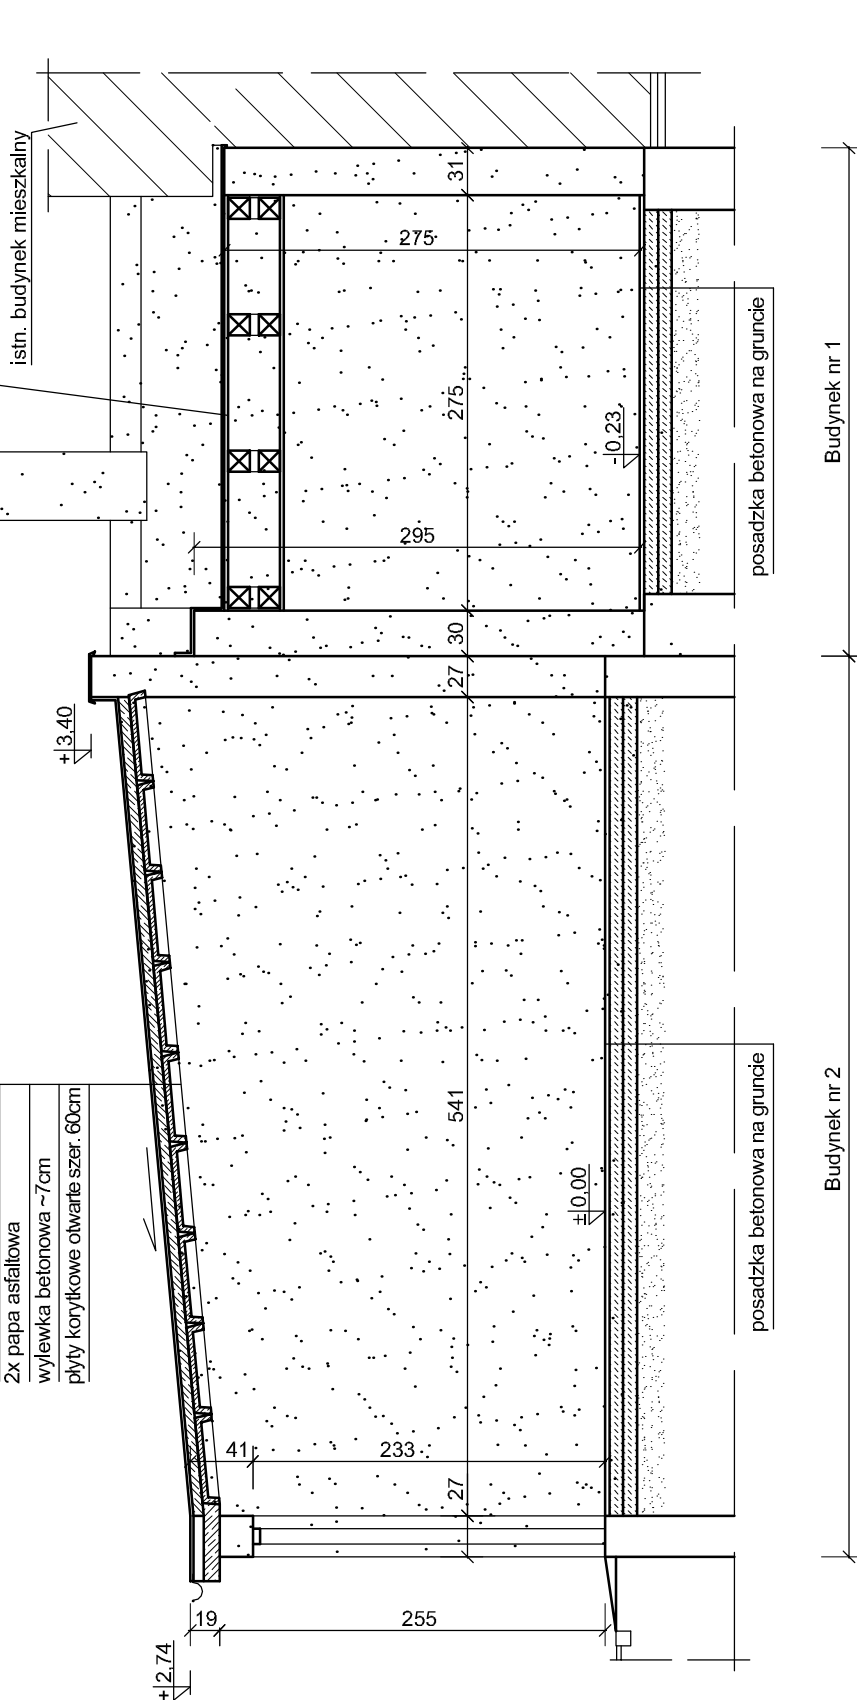 istn. budynek mieszkalny
31
275
275
-0,23
295
30
27
+3,40
posadzka betonowa na gruncie
Budynek nr 1
2x papa asfaltowa
wylewka betonowa ~7cm
płyty korytkowe otwarte szer. 60cm
541
±0,00
posadzka betonowa na gruncie
Budynek nr 2
41
233
27
19
255
+2,74